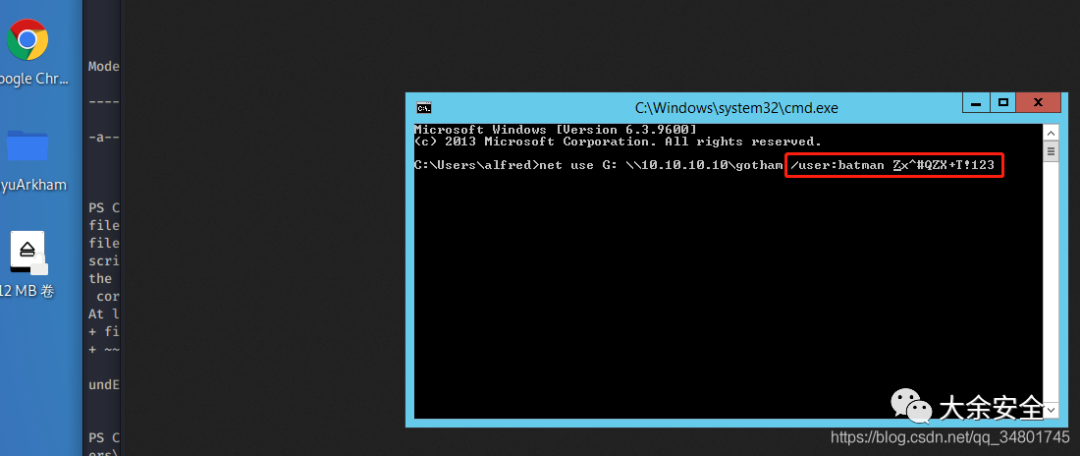 oogle Chr...
yuArkham
12 MB 卷
Mode
----
-a--
PS C
file
file
scri
the
cor
At l
+ fi
+ ~~
undE
PS C
ers\
C:\.
C:\Windows\system32\cmd.exe
Microsoft Windows [Version 6.3.9600]
(c) 2013 Microsoft Corporation. All rights reserved.
C:\Users\alfred>net use G: \\10.10.10.10\gotham /user:batman Zx^#QZX+T!123
大余安全
https://blog.csdn.net/qq_34801745